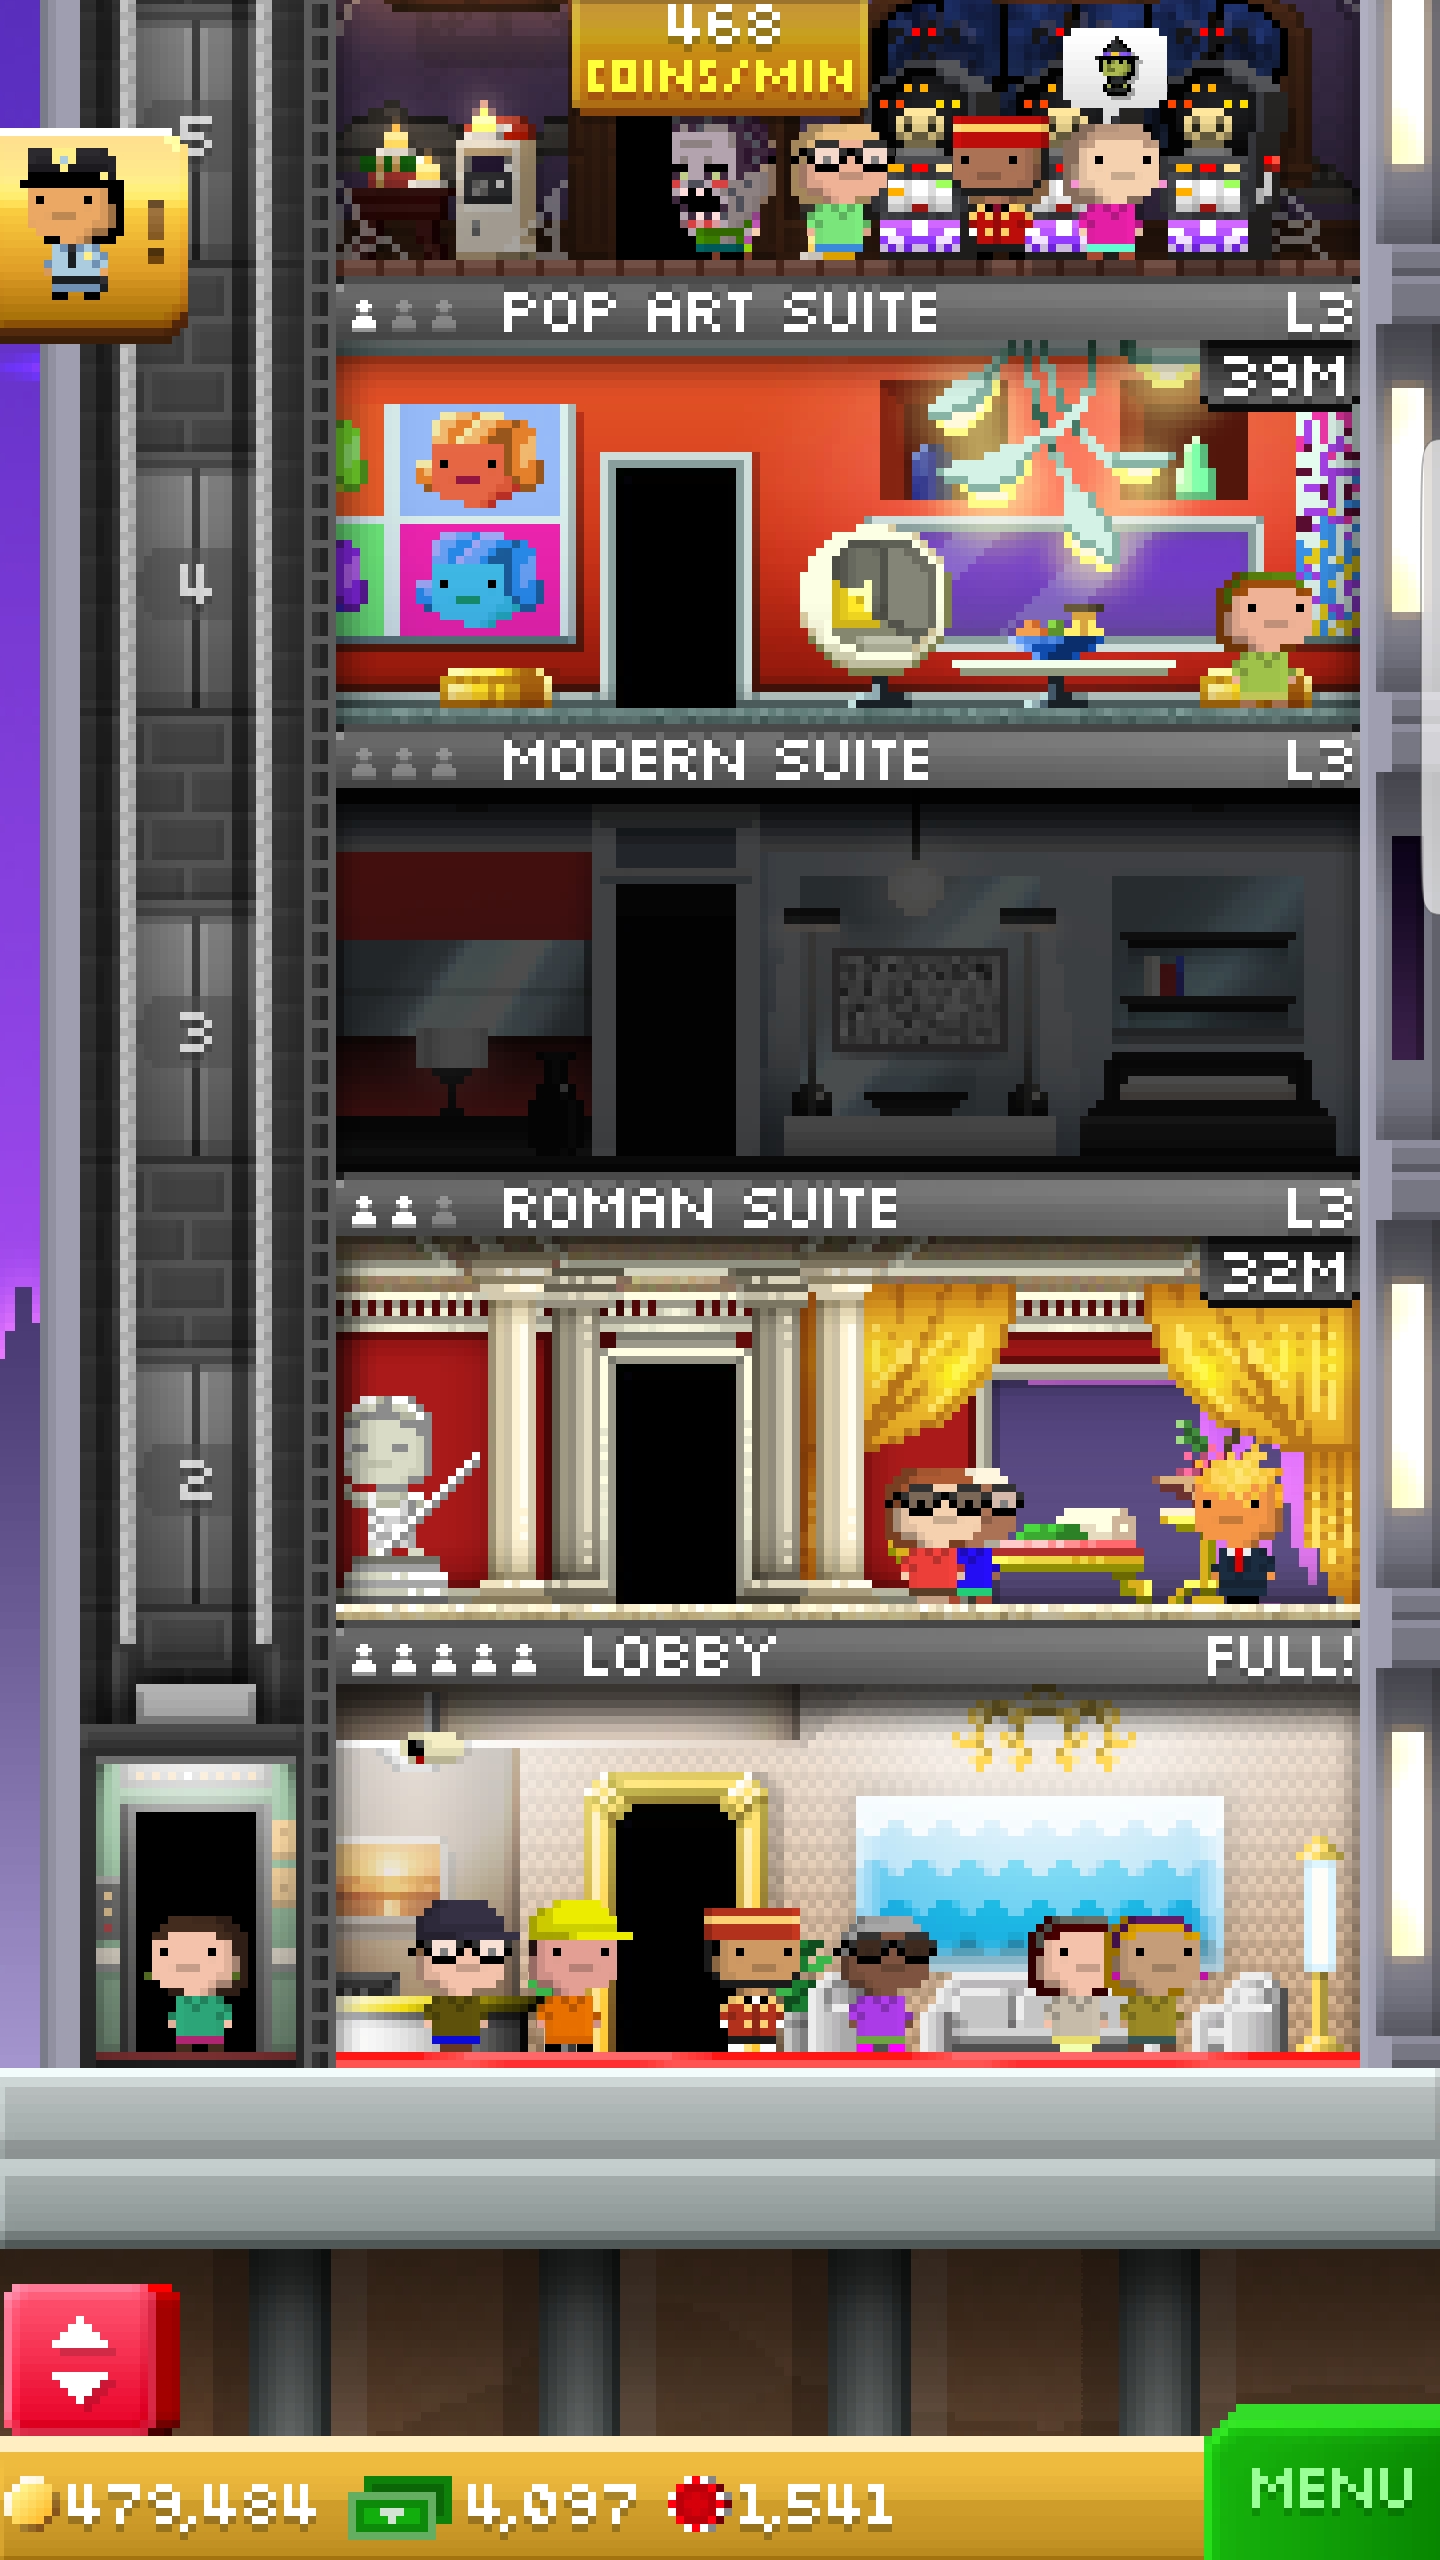 468
COINS/MIN
5
!
POP ART SUITE L3
39M
4
MODERN SUITE L3
3
ROMAN SUITE L3
32M
2
LOBBY FULL!
479,484 4,097 1,541
MENU